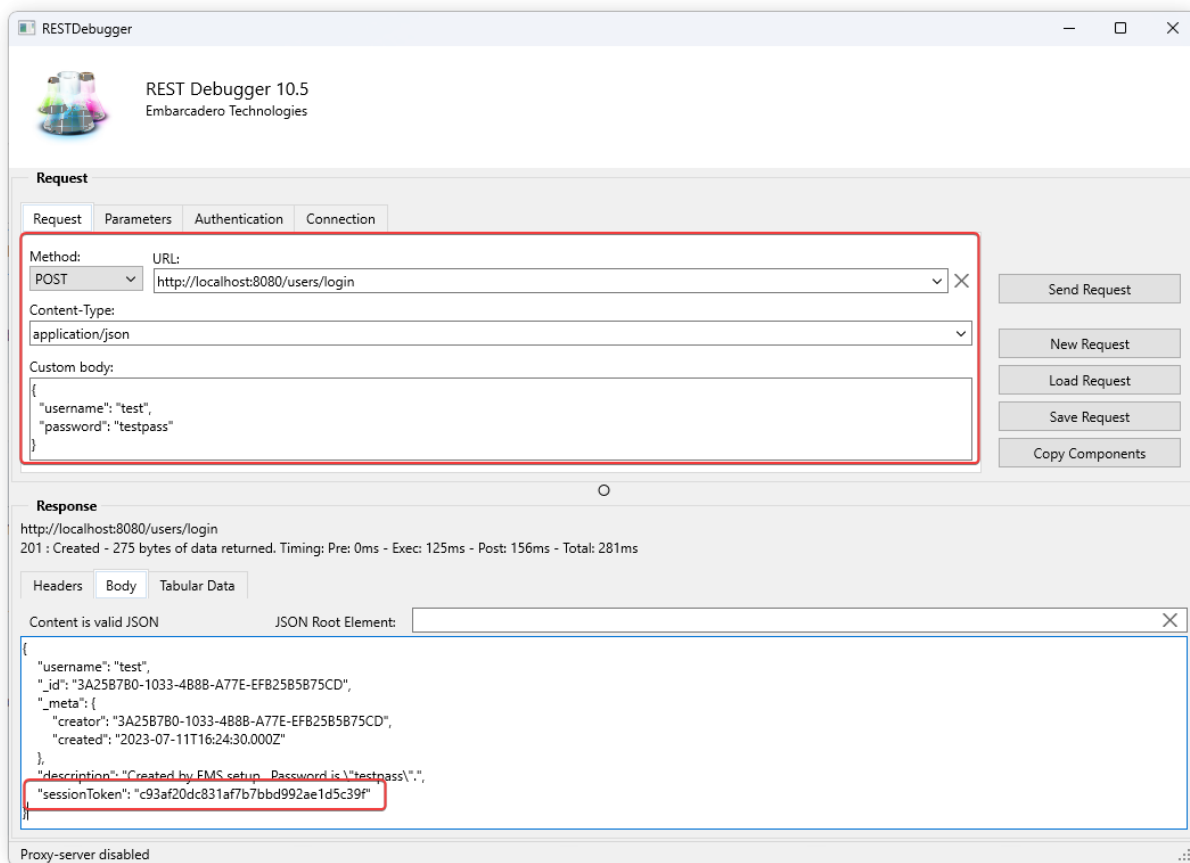 RESTDebugger
REST Debugger 10.5
Embarcadero Technologies
Request
Request Parameters Authentication Connection
Method: URL:
POST http://localhost:8080/users/login
Send Request
Content-Type:
application/json
New Request
Custom body:
Load Request
{
"username": "test",
Save Request
"password": "testpass"
}
Copy Components
Response
http://localhost:8080/users/login
201 : Created - 275 bytes of data returned. Timing: Pre: 0ms - Exec: 125ms - Post: 156ms - Total: 281ms
Headers Body Tabular Data
Content is valid JSON JSON Root Element:
{
"username": "test",
"_id": "3A25B7B0-1033-4B8B-A77E-EFB25B5B75CD",
"_meta": {
"creator": "3A25B7B0-1033-4B8B-A77E-EFB25B5B75CD",
"created": "2023-07-11T16:24:30.000Z"
},
"description": "Created by EMS setup. Password is \"testpass\".",
"sessionToken": "c93af20dc831af7b7bbd992ae1d5c39f"
}
Proxy-server disabled